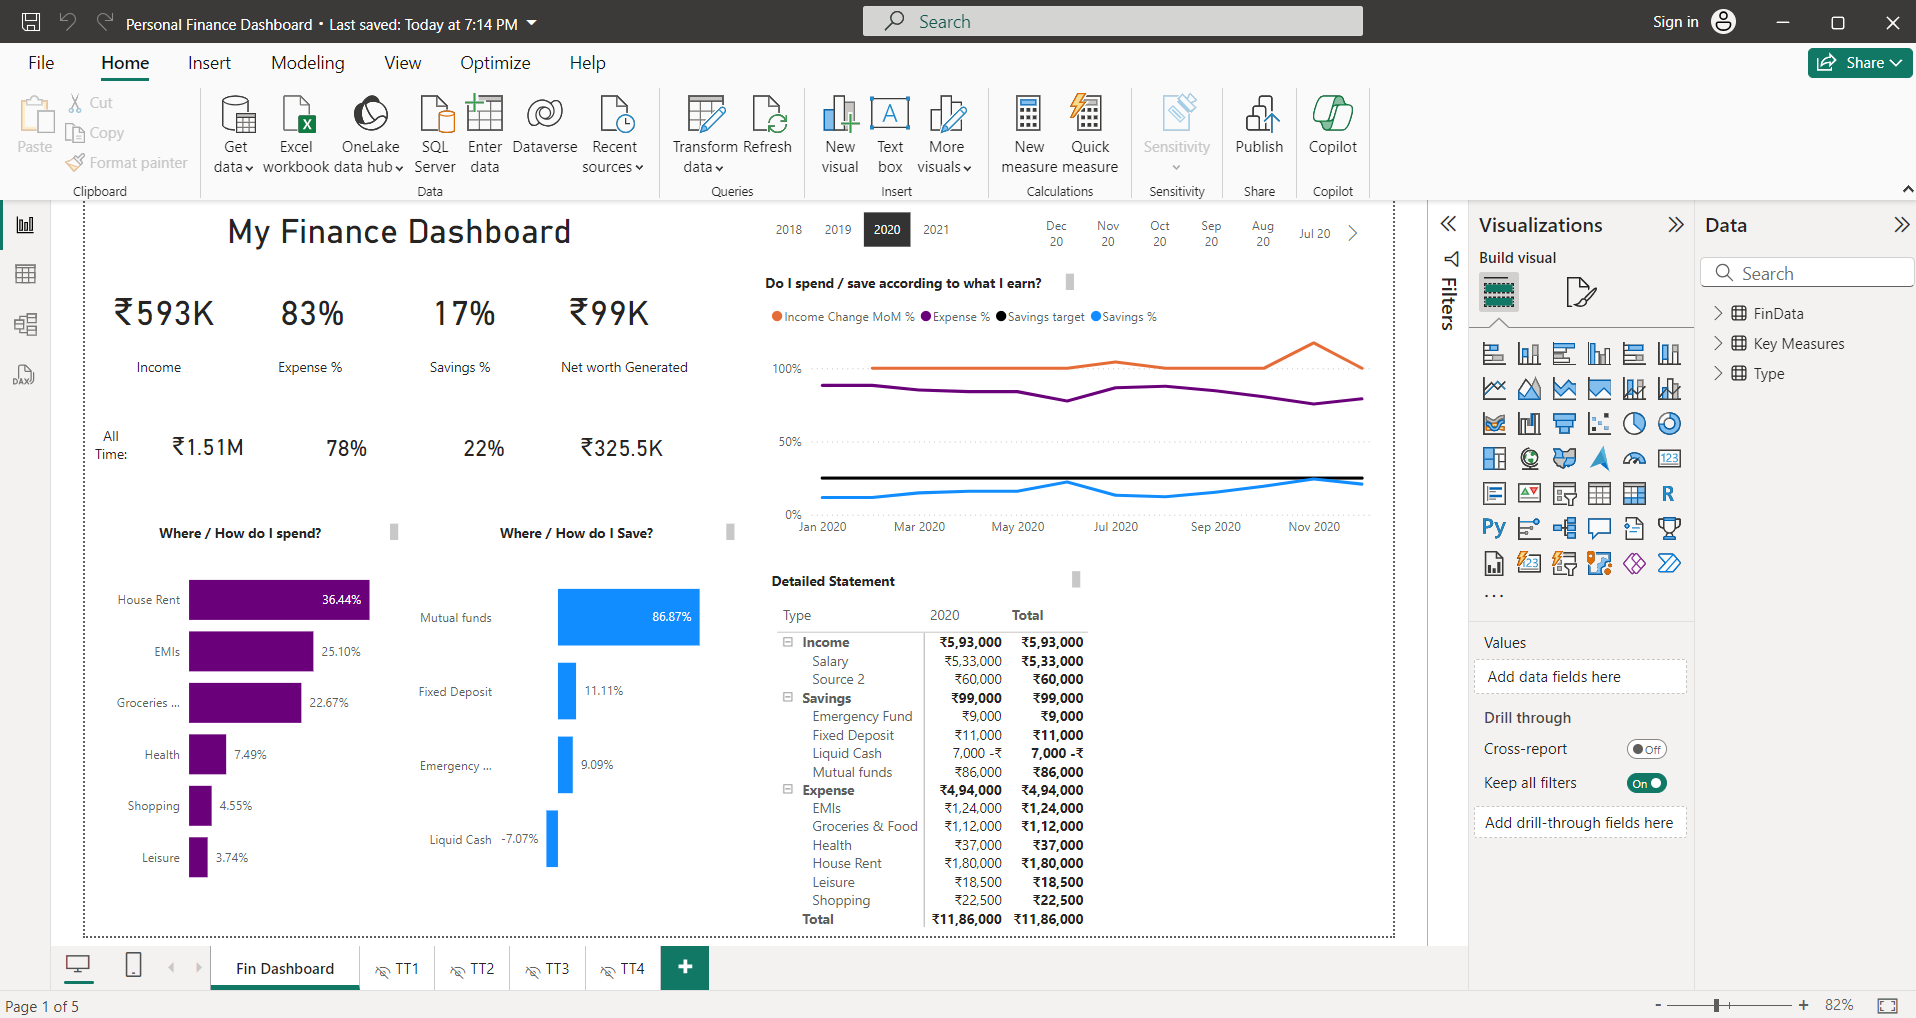 Personal Finance Dashboard • Last saved: Today at 7:14 PM
Search
Sign in
File Home Insert Modeling View Optimize Help
Share
Paste
Cut
Copy
Format painter
Clipboard
Get data
Excel workbook
OneLake data hub
SQL Server
Enter data
Dataverse
Recent sources
Data
Transform data
Refresh
Queries
New visual
Text box
More visuals
Insert
New measure
Quick measure
Calculations
Sensitivity
Sensitivity
Publish
Share
Copilot
Copilot
My Finance Dashboard
2018 2019 2020 2021
Dec 20
Nov 20
Oct 20
Sep 20
Aug 20
Jul 20
₹593K 83% 17% ₹99K
Income Expense % Savings % Net worth Generated
All Time: ₹1.51M 78% 22% ₹325.5K
Do I spend / save according to what I earn?
Income Change MoM % Expense % Savings target Savings %
100%
50%
0%
Jan 2020 Mar 2020 May 2020 Jul 2020 Sep 2020 Nov 2020
Where / How do I spend?
House Rent 36.44%
EMIs 25.10%
Groceries ... 22.67%
Health 7.49%
Shopping 4.55%
Leisure 3.74%
Where / How do I Save?
Mutual funds 86.87%
Fixed Deposit 11.11%
Emergency ... 9.09%
Liquid Cash -7.07%
Detailed Statement
Type 2020 Total
Income ₹5,93,000 ₹5,93,000
Salary ₹5,33,000 ₹5,33,000
Source 2 ₹60,000 ₹60,000
Savings ₹99,000 ₹99,000
Emergency Fund ₹9,000 ₹9,000
Fixed Deposit ₹11,000 ₹11,000
Liquid Cash 7,000 -₹ 7,000 -₹
Mutual funds ₹86,000 ₹86,000
Expense ₹4,94,000 ₹4,94,000
EMIs ₹1,24,000 ₹1,24,000
Groceries & Food ₹1,12,000 ₹1,12,000
Health ₹37,000 ₹37,000
House Rent ₹1,80,000 ₹1,80,000
Leisure ₹18,500 ₹18,500
Shopping ₹22,500 ₹22,500
Total ₹11,86,000 ₹11,86,000
Filters
Visualizations
Build visual
123
R
Py
123
...
Values
Add data fields here
Drill through
Cross-report Off
Keep all filters On
Add drill-through fields here
Data
Search
FinData
Key Measures
Type
DAX
Fin Dashboard TT1 TT2 TT3 TT4 +
Page 1 of 5
- + 82%